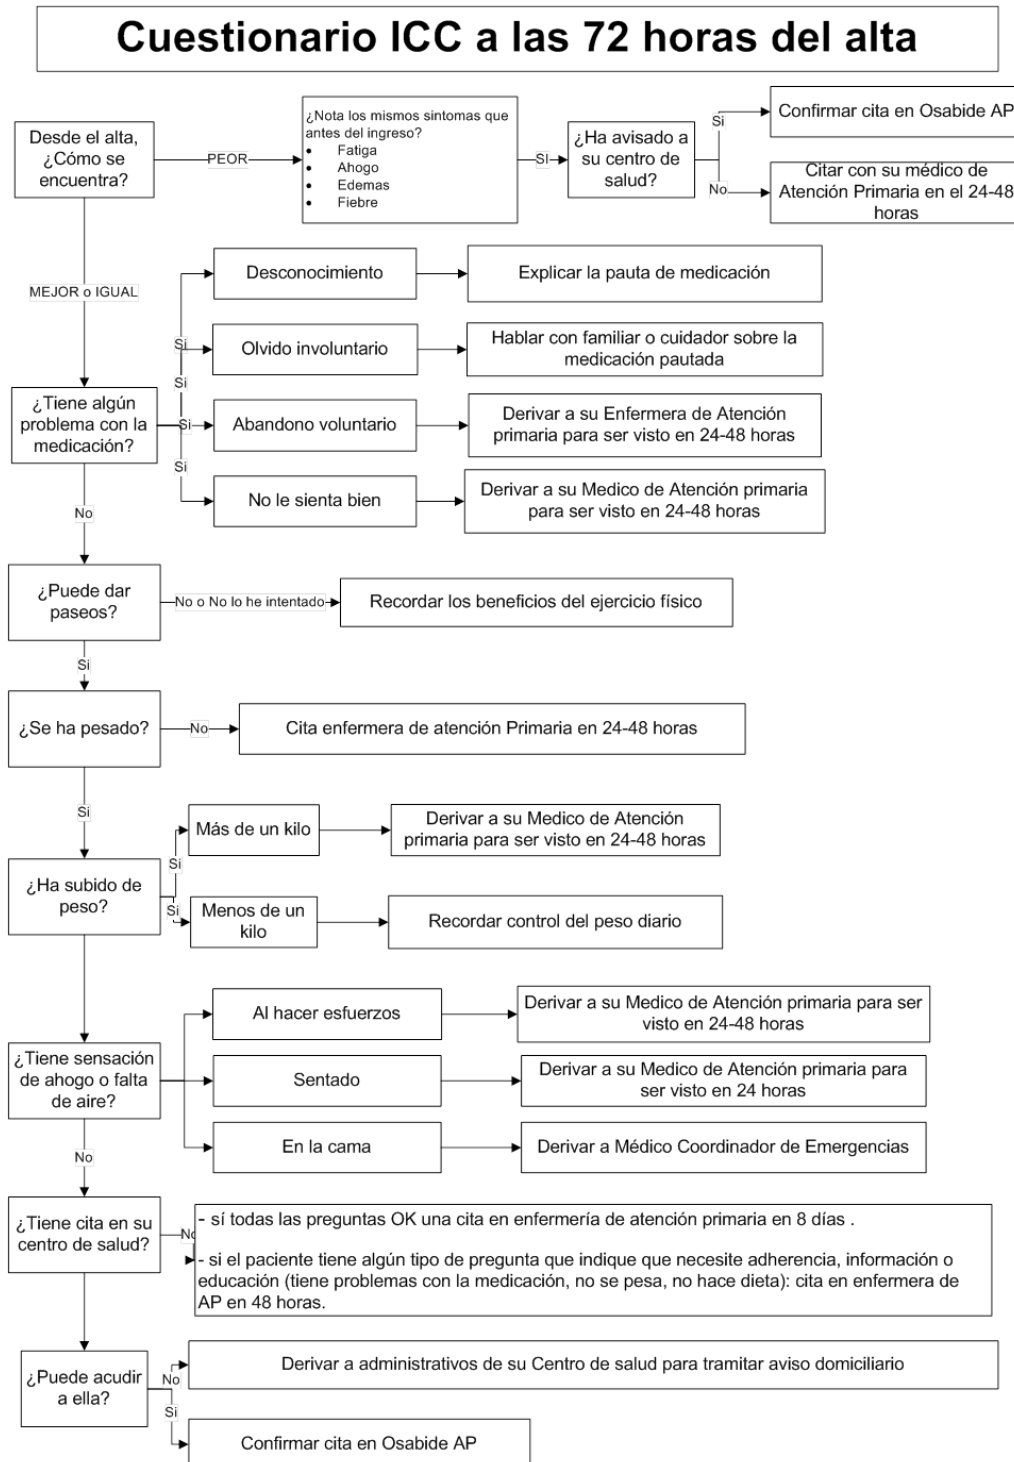 Cuestionario ICC a las 72 horas del alta
Desde el alta,
¿Cómo se
encuentra?
PEOR
¿Nota los mismos sintomas que
antes del ingreso?
• Fatiga
• Ahogo
• Edemas
• Fiebre
SI
¿Ha avisado a
su centro de
salud?
Si
Confirmar cita en Osabide AP
No
Citar con su médico de
Atención Primaria en el 24-48
horas
MEJOR o IGUAL
¿Tiene algún
problema con la
medicación?
Si
Desconocimiento
Explicar la pauta de medicación
Si
Olvido involuntario
Hablar con familiar o cuidador sobre la
medicación pautada
Si
Abandono voluntario
Derivar a su Enfermera de Atención
primaria para ser visto en 24-48 horas
Si
No le sienta bien
Derivar a su Medico de Atención primaria
para ser visto en 24-48 horas
No
¿Puede dar
paseos?
No o No lo he intentado
Recordar los beneficios del ejercicio físico
Si
¿Se ha pesado?
No
Cita enfermera de atención Primaria en 24-48 horas
Si
¿Ha subido de
peso?
Si
Más de un kilo
Derivar a su Medico de Atención
primaria para ser visto en 24-48 horas
Si
Menos de un
kilo
Recordar control del peso diario
¿Tiene sensación
de ahogo o falta
de aire?
Al hacer esfuerzos
Derivar a su Medico de Atención primaria para ser
visto en 24-48 horas
Sentado
Derivar a su Medico de Atención primaria para
ser visto en 24 horas
En la cama
Derivar a Médico Coordinador de Emergencias
No
¿Tiene cita en su
centro de salud?
No
- sí todas las preguntas OK una cita en enfermería de atención primaria en 8 días .
- si el paciente tiene algún tipo de pregunta que indique que necesite adherencia, información o
educación (tiene problemas con la medicación, no se pesa, no hace dieta): cita en enfermera de
AP en 48 horas.
¿Puede acudir
a ella?
No
Derivar a administrativos de su Centro de salud para tramitar aviso domiciliario
Si
Confirmar cita en Osabide AP